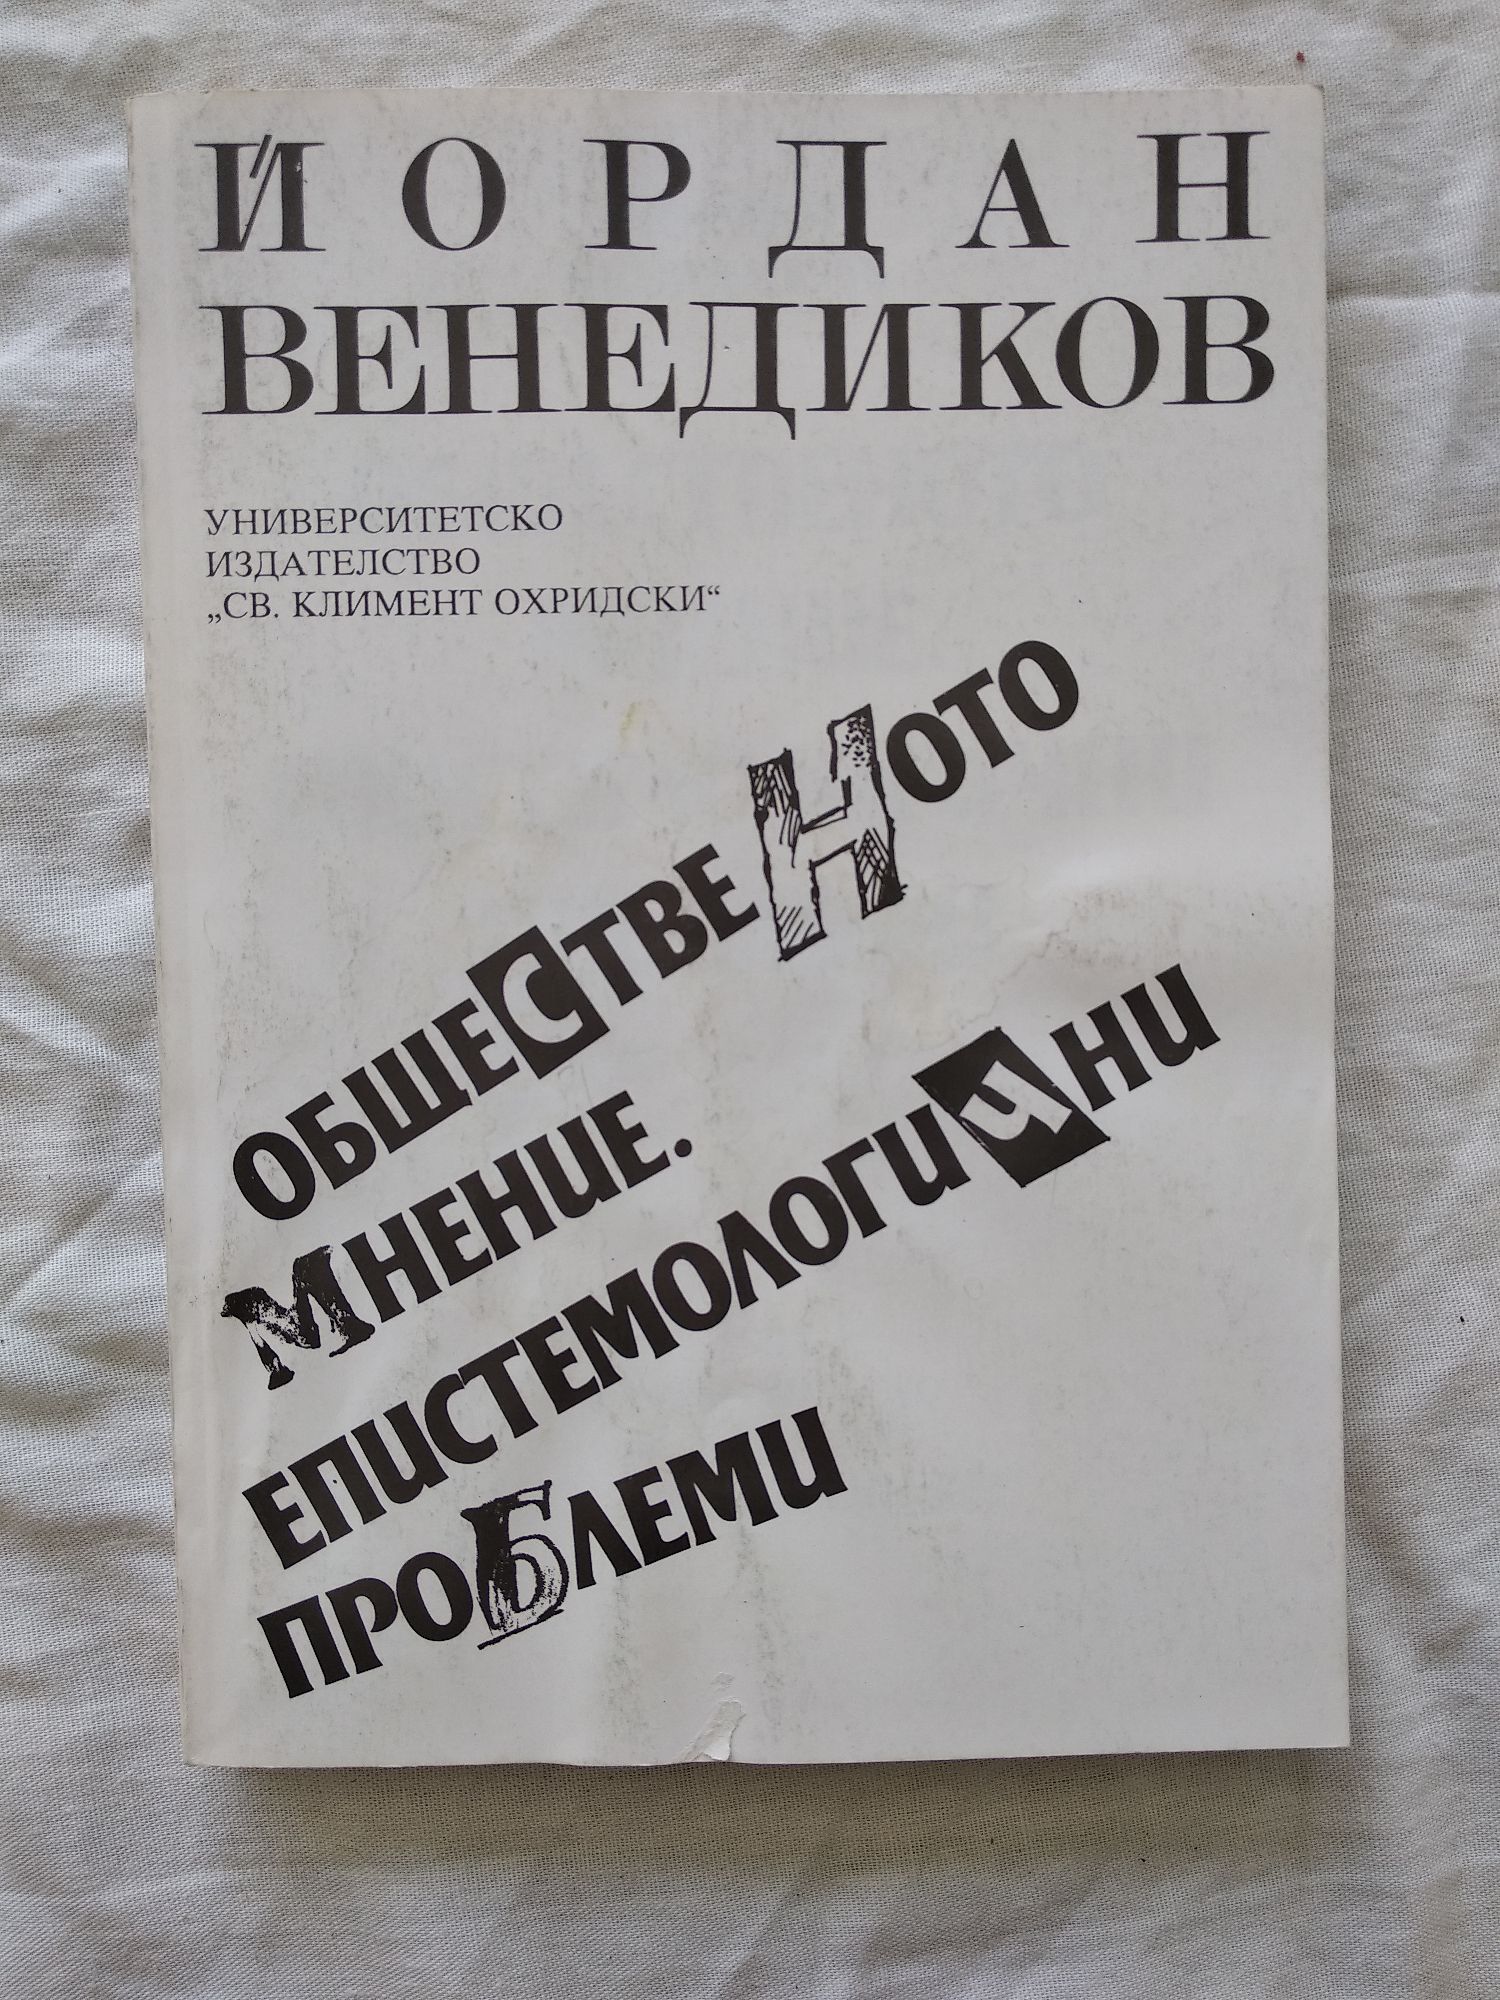 ЙОРДАН
ВЕНЕДИКОВ
УНИВЕРСИТЕТСКО
ИЗДАТЕЛСТВО
„СВ. КЛИМЕНТ ОХРИДСКИ“
ОБЩЕСТВЕНОТО
МНЕНИЕ.
ЕПИСТЕМОЛОГИЧНИ
ПРОБЛЕМИ